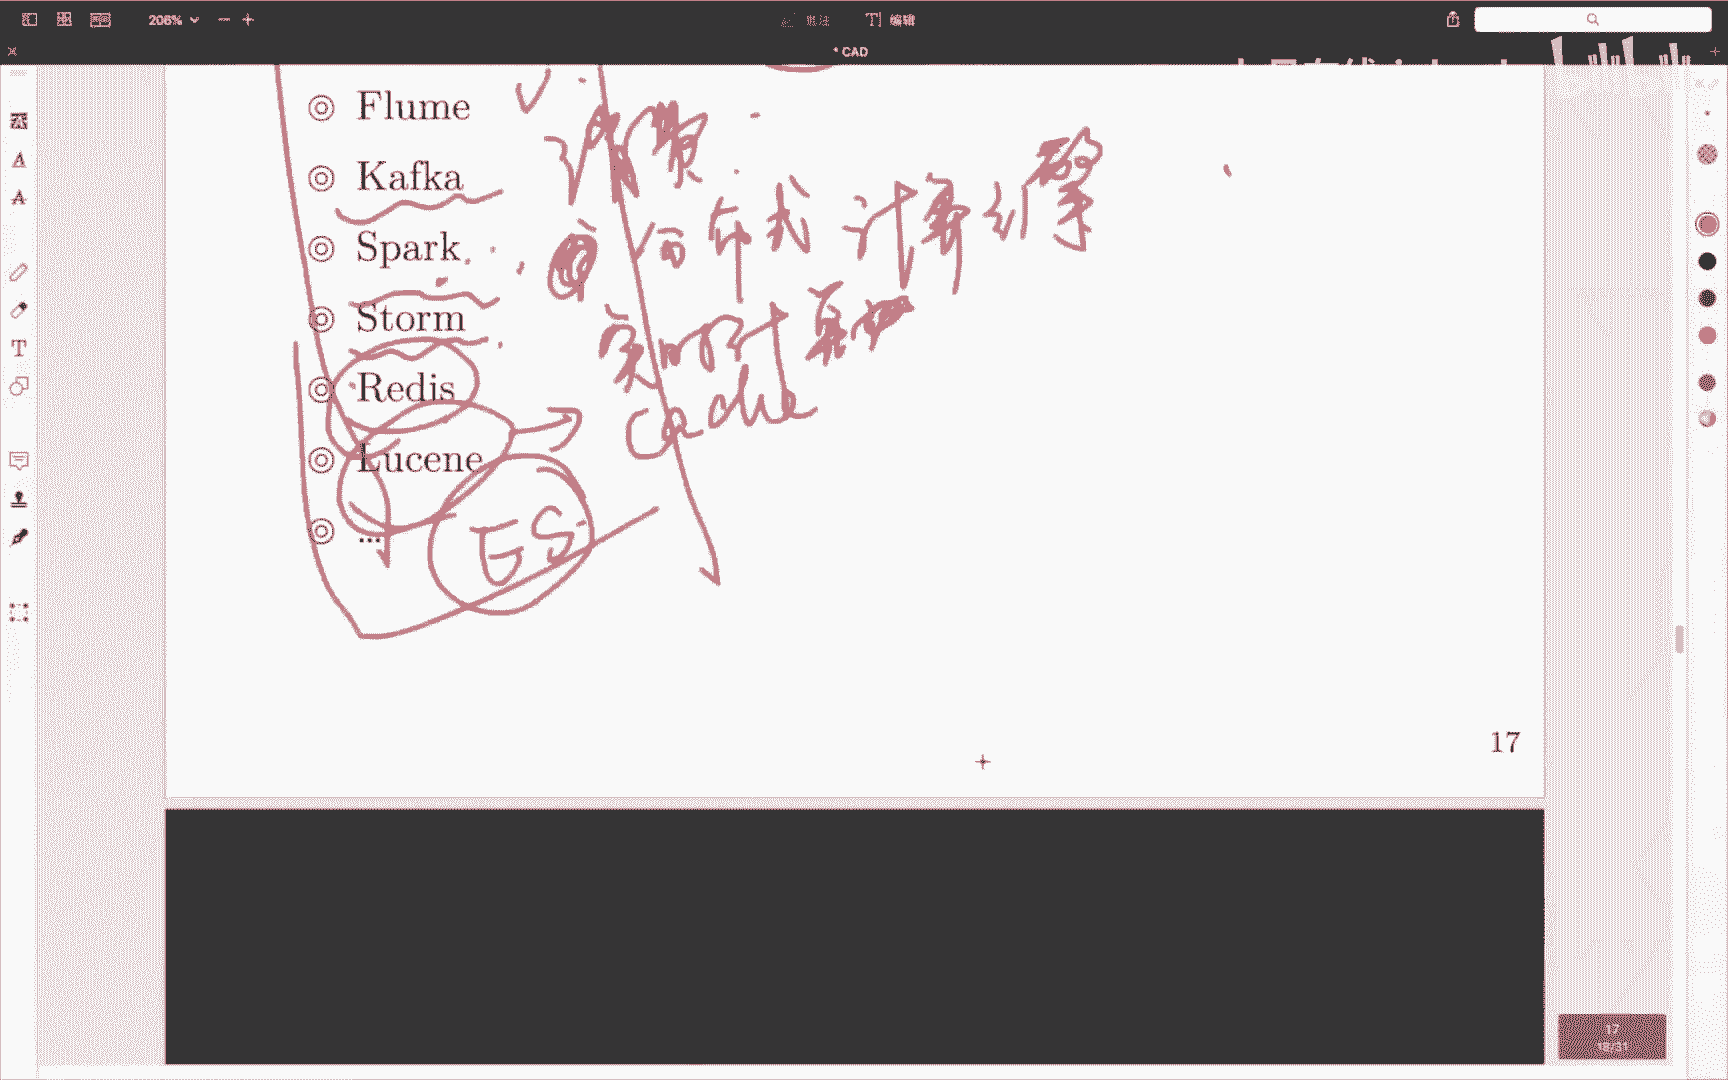 206%
批注 编辑
* CAD
Flume
Kafka 消费
Spark 分布式 计算引擎
Storm 实时计算
Redis cache
Lucene
... ES
17
17
18/31